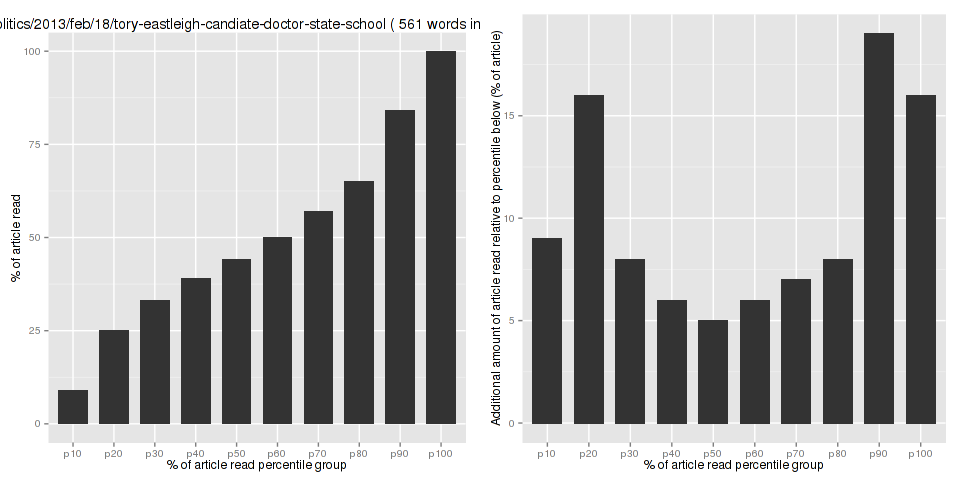 olitics/2013/feb/18/tory-eastleigh-candiate-doctor-state-school ( 561 words in
% of article read
100
75
50
25
0
p10 p20 p30 p40 p50 p60 p70 p80 p90 p100
% of article read percentile group
Additional amount of article read relative to percentile below (% of article)
15
10
5
0
p10 p20 p30 p40 p50 p60 p70 p80 p90 p100
% of article read percentile group